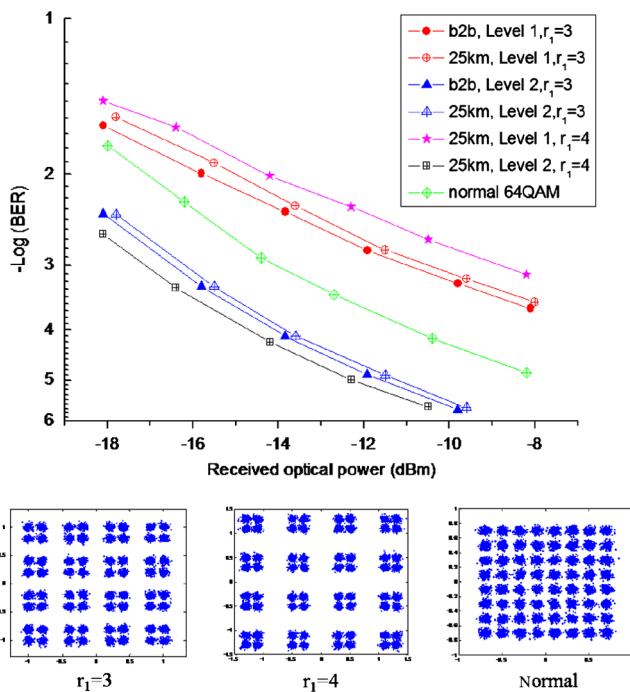 b2b, Level 1,r₁=3
25km, Level 1,r₁=3
b2b, Level 2,r₁=3
25km, Level 2,r₁=3
25km, Level 1, r₁=4
25km, Level 2, r₁=4
normal 64QAM
-Log (BER)
1
2
3
4
5
6
-18
-16
-14
-12
-10
-8
Received optical power (dBm)
r₁=3
r₁=4
Normal